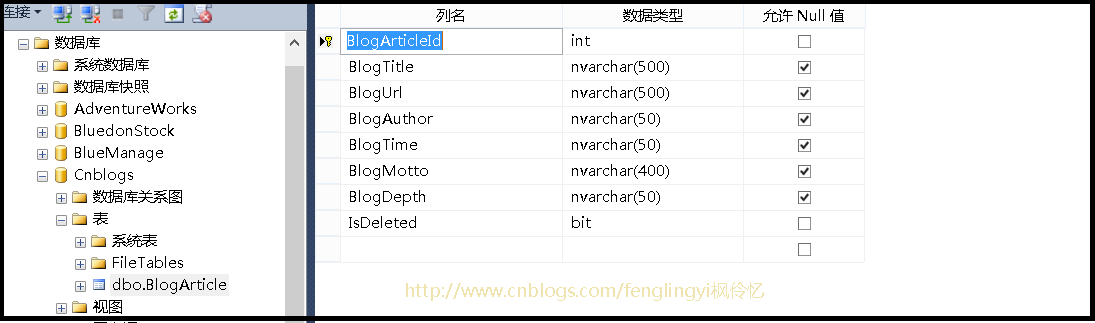 连接
数据库
系统数据库
数据库快照
AdventureWorks
BluedonStock
BlueManage
Cnblogs
数据库关系图
表
系统表
FileTables
dbo.BlogArticle
视图
列名 数据类型 允许 Null 值
BlogArticleId int
BlogTitle nvarchar(500)
BlogUrl nvarchar(500)
BlogAuthor nvarchar(50)
BlogTime nvarchar(50)
BlogMotto nvarchar(400)
BlogDepth nvarchar(50)
IsDeleted bit
http://www.cnblogs.com/fenglingyi枫伶忆